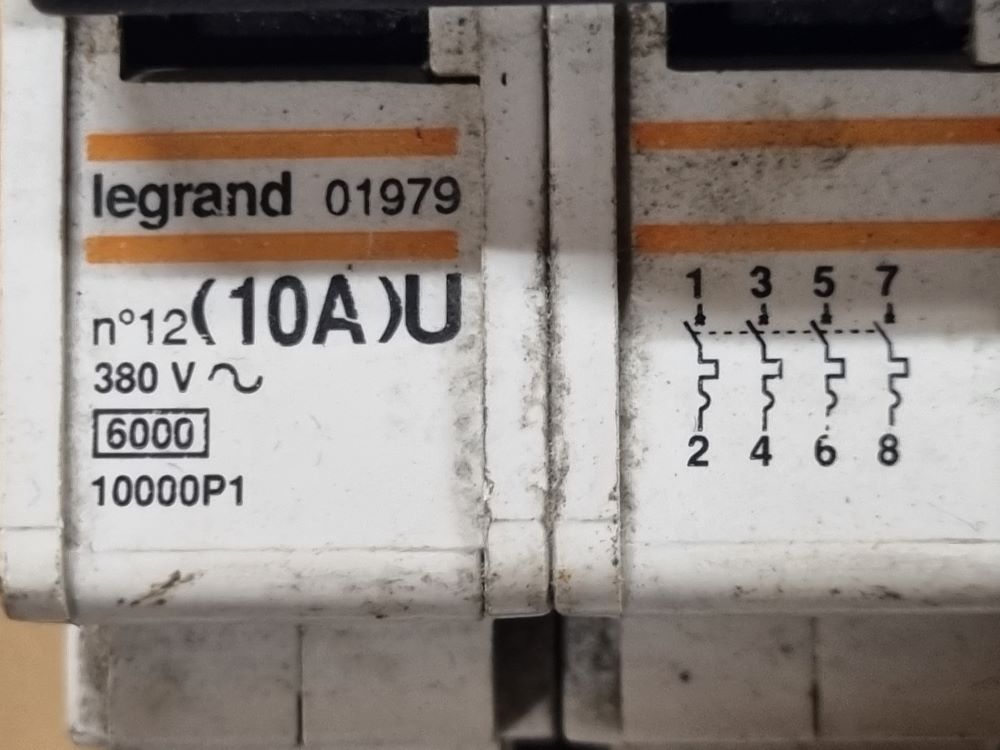 legrand 01979
n°12(10A)U
380 V ~
6000
10000P1
1 3 5 7
2 4 6 8